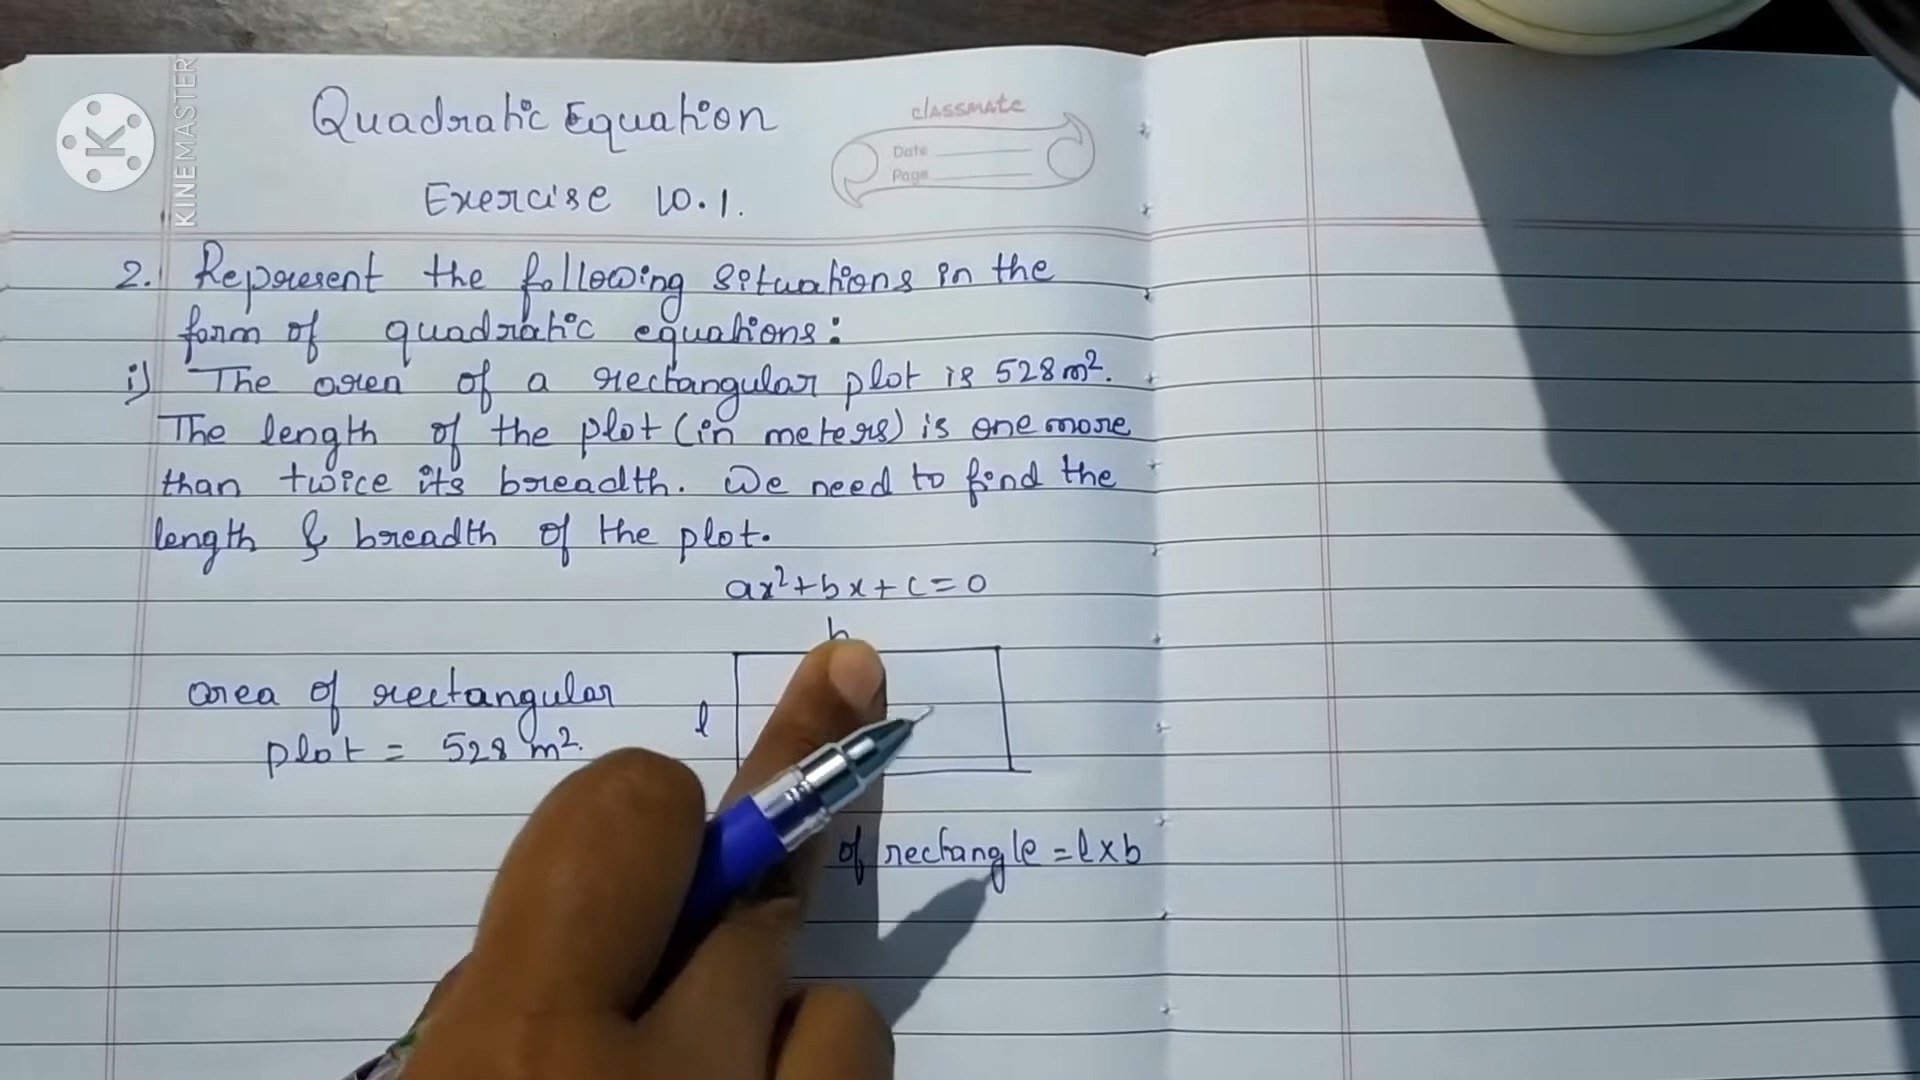 KINEMASTER
Quadratic Equation
classmate
Date
Page
Exercise 10.1.
2. Represent the following situations in the
form of quadratic equations:
i) The area of a rectangular plot is 528 m².
The length of the plot (in meters) is one more
than twice its breadth. We need to find the
length & breadth of the plot.
ax²+bx+c=0
b
area of rectangular
l
plot = 528 m².
of rectangle = l×b